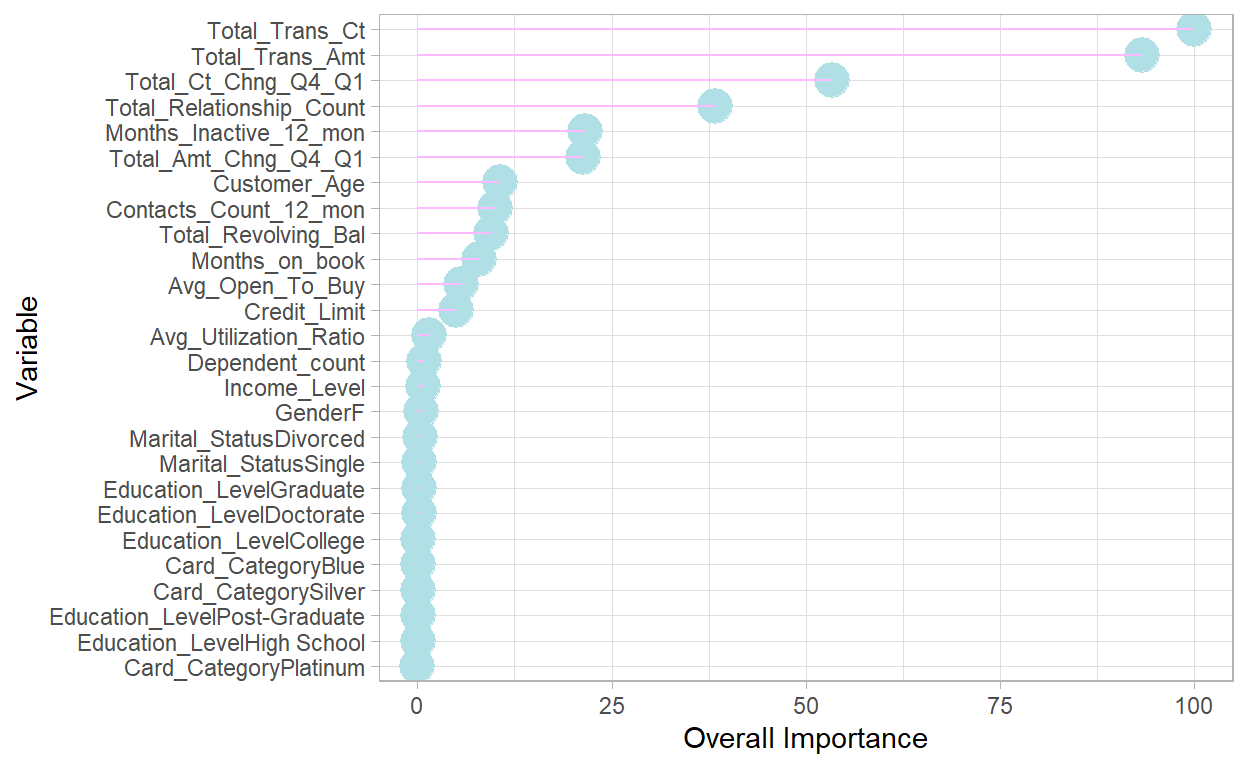 Total_Trans_Ct
Total_Trans_Amt
Total_Ct_Chng_Q4_Q1
Total_Relationship_Count
Months_Inactive_12_mon
Total_Amt_Chng_Q4_Q1
Customer_Age
Contacts_Count_12_mon
Total_Revolving_Bal
Months_on_book
Avg_Open_To_Buy
Credit_Limit
Avg_Utilization_Ratio
Dependent_count
Income_Level
GenderF
Marital_StatusDivorced
Marital_StatusSingle
Education_LevelGraduate
Education_LevelDoctorate
Education_LevelCollege
Card_CategoryBlue
Card_CategorySilver
Education_LevelPost-Graduate
Education_LevelHigh School
Card_CategoryPlatinum
Variable
0 25 50 75 100
Overall Importance